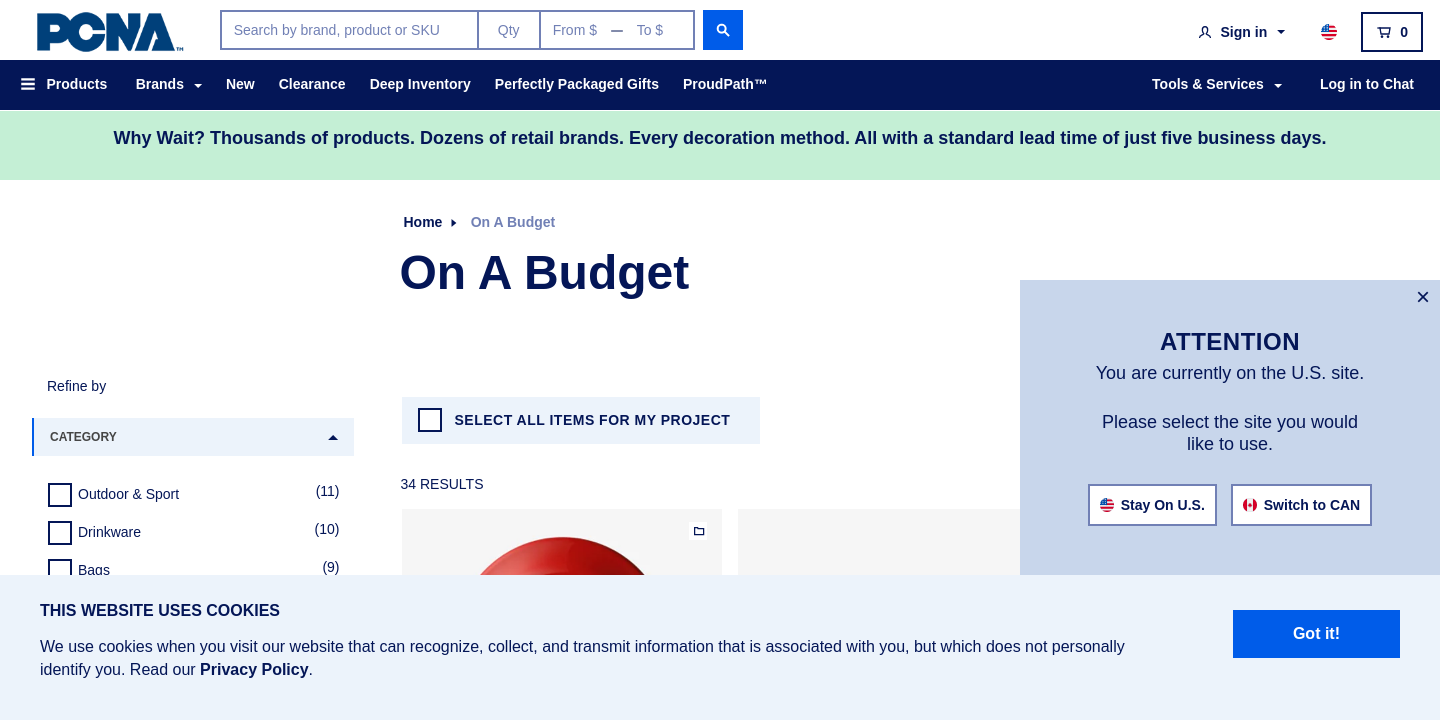 PCNA™
Search by brand, product or SKU
Qty
From $ — To $
Sign in
0
Products
Brands
New
Clearance
Deep Inventory
Perfectly Packaged Gifts
ProudPath™
Tools & Services
Log in to Chat
Why Wait? Thousands of products. Dozens of retail brands. Every decoration method. All with a standard lead time of just five business days.
Home
On A Budget
On A Budget
Refine by
CATEGORY
Outdoor & Sport (11)
Drinkware (10)
Bags (9)
SELECT ALL ITEMS FOR MY PROJECT
34 RESULTS
×
ATTENTION
You are currently on the U.S. site.
Please select the site you would
like to use.
Stay On U.S.
Switch to CAN
THIS WEBSITE USES COOKIES
We use cookies when you visit our website that can recognize, collect, and transmit information that is associated with you, but which does not personally
identify you. Read our Privacy Policy.
Got it!